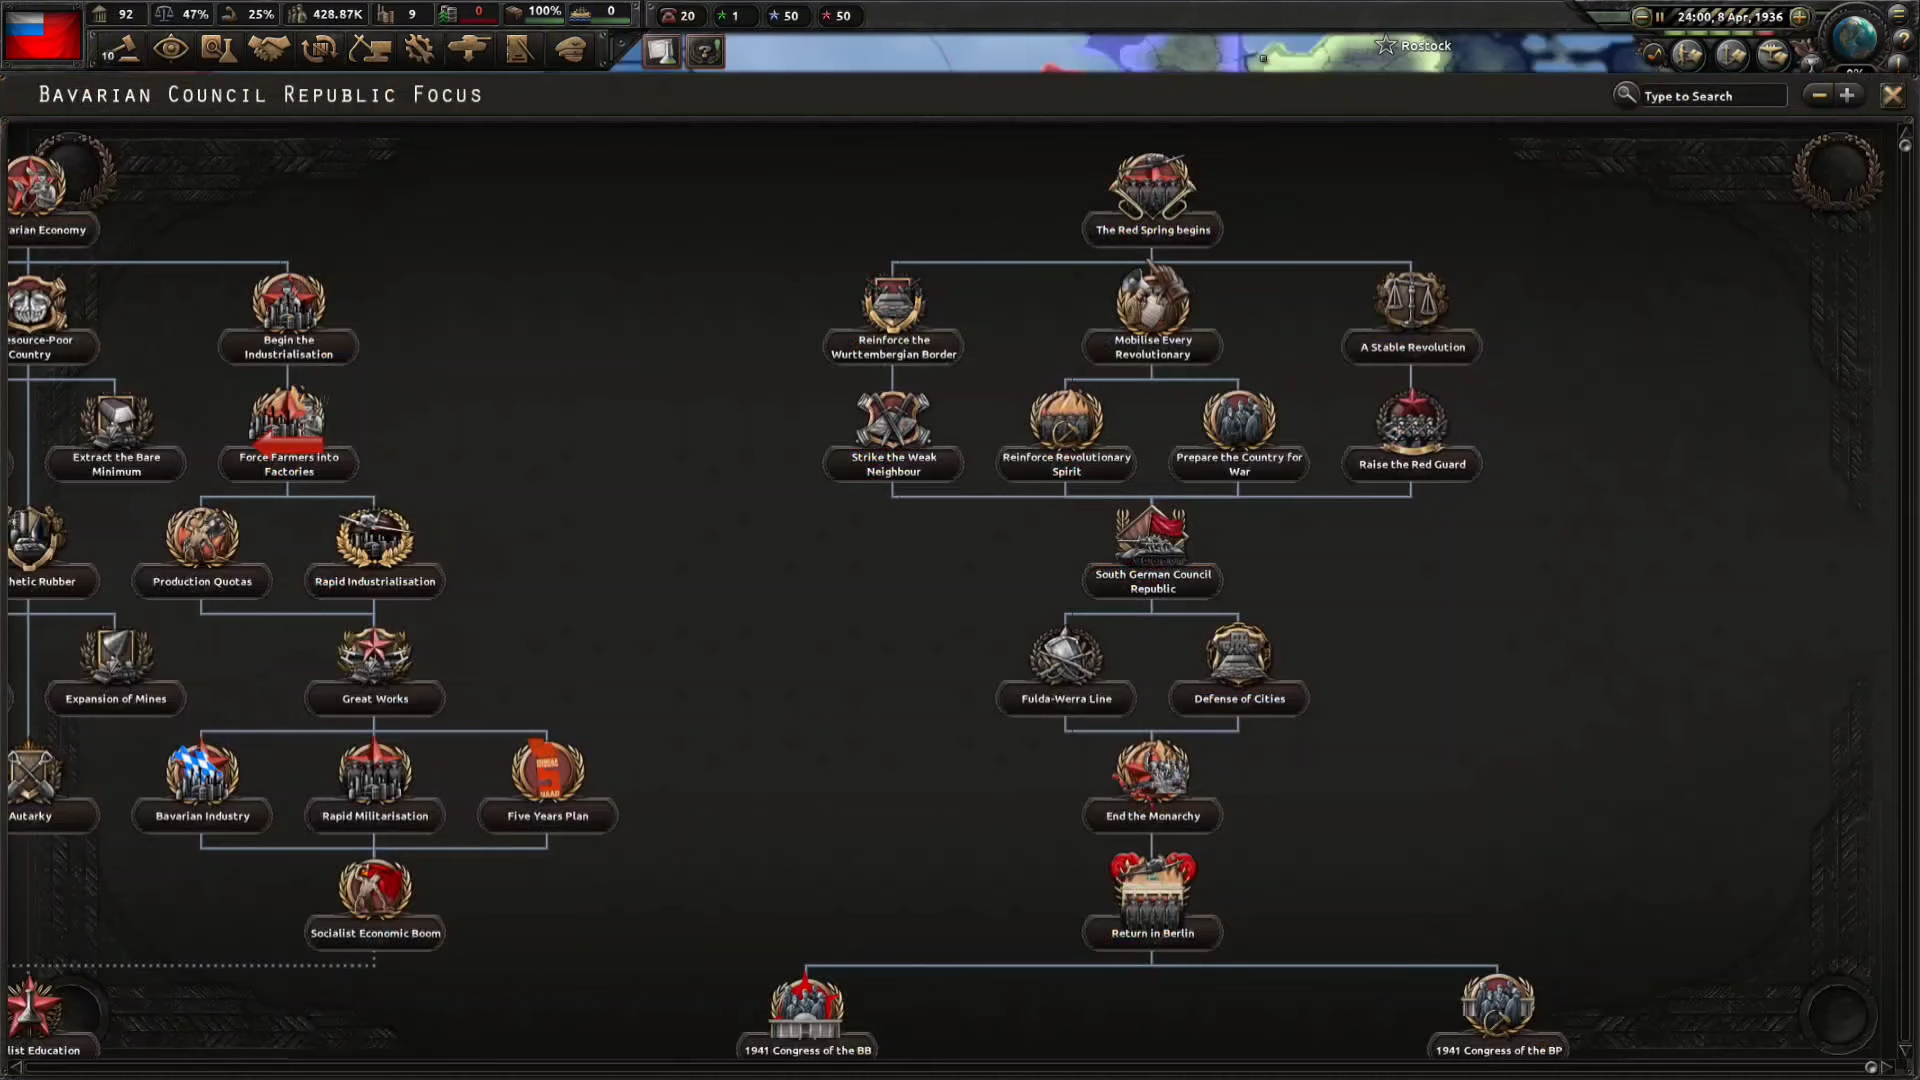 92
47%
25%
428.87K
9
0
100%
0
20
1
50
50
24:00, 8 Apr, 1936
10
Rostock
0%
Bavarian Council Republic Focus
Type to Search
arian Economy
The Red Spring begins
esource-Poor
Country
Begin the
Industrialisation
Reinforce the
Wurttembergian Border
Mobilise Every
Revolutionary
A Stable Revolution
Extract the Bare
Minimum
Force Farmers into
Factories
Strike the Weak
Neighbour
Reinforce Revolutionary
Spirit
Prepare the Country for
War
Raise the Red Guard
hetic Rubber
Production Quotas
Rapid Industrialisation
South German Council
Republic
Expansion of Mines
Great Works
Fulda-Werra Line
Defense of Cities
Autarky
Bavarian Industry
Rapid Militarisation
Five Years Plan
End the Monarchy
Socialist Economic Boom
Return in Berlin
list Education
1941 Congress of the BB
1941 Congress of the BP